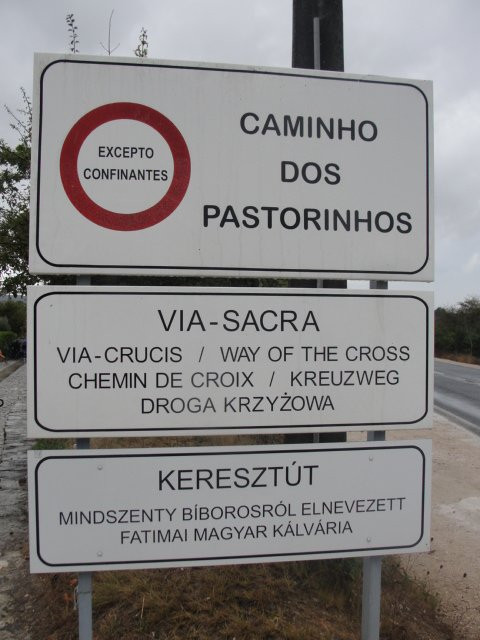 EXCEPTO
CONFINANTES
CAMINHO
DOS
PASTORINHOS
VIA-SACRA
VIA-CRUCIS / WAY OF THE CROSS
CHEMIN DE CROIX / KREUZWEG
DROGA KRZYŻOWA
KERESZTÚT
MINDSZENTY BÍBOROSRÓL ELNEVEZETT
FATIMAI MAGYAR KÁLVÁRIA